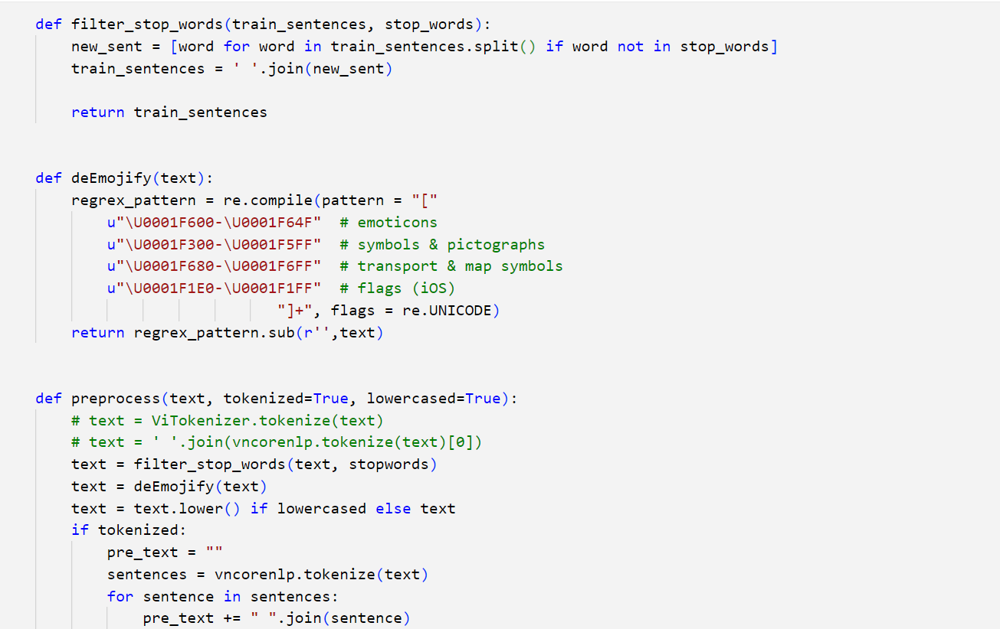 def filter_stop_words(train_sentences, stop_words):
    new_sent = [word for word in train_sentences.split() if word not in stop_words]
    train_sentences = ' '.join(new_sent)

    return train_sentences


def deEmojify(text):
    regrex_pattern = re.compile(pattern = "["
        u"\U0001F600-\U0001F64F"  # emoticons
        u"\U0001F300-\U0001F5FF"  # symbols & pictographs
        u"\U0001F680-\U0001F6FF"  # transport & map symbols
        u"\U0001F1E0-\U0001F1FF"  # flags (iOS)
                           "]+", flags = re.UNICODE)
    return regrex_pattern.sub(r'',text)


def preprocess(text, tokenized=True, lowercased=True):
    # text = ViTokenizer.tokenize(text)
    # text = ' '.join(vncorenlp.tokenize(text)[0])
    text = filter_stop_words(text, stopwords)
    text = deEmojify(text)
    text = text.lower() if lowercased else text
    if tokenized:
        pre_text = ""
        sentences = vncorenlp.tokenize(text)
        for sentence in sentences:
            pre_text += " ".join(sentence)